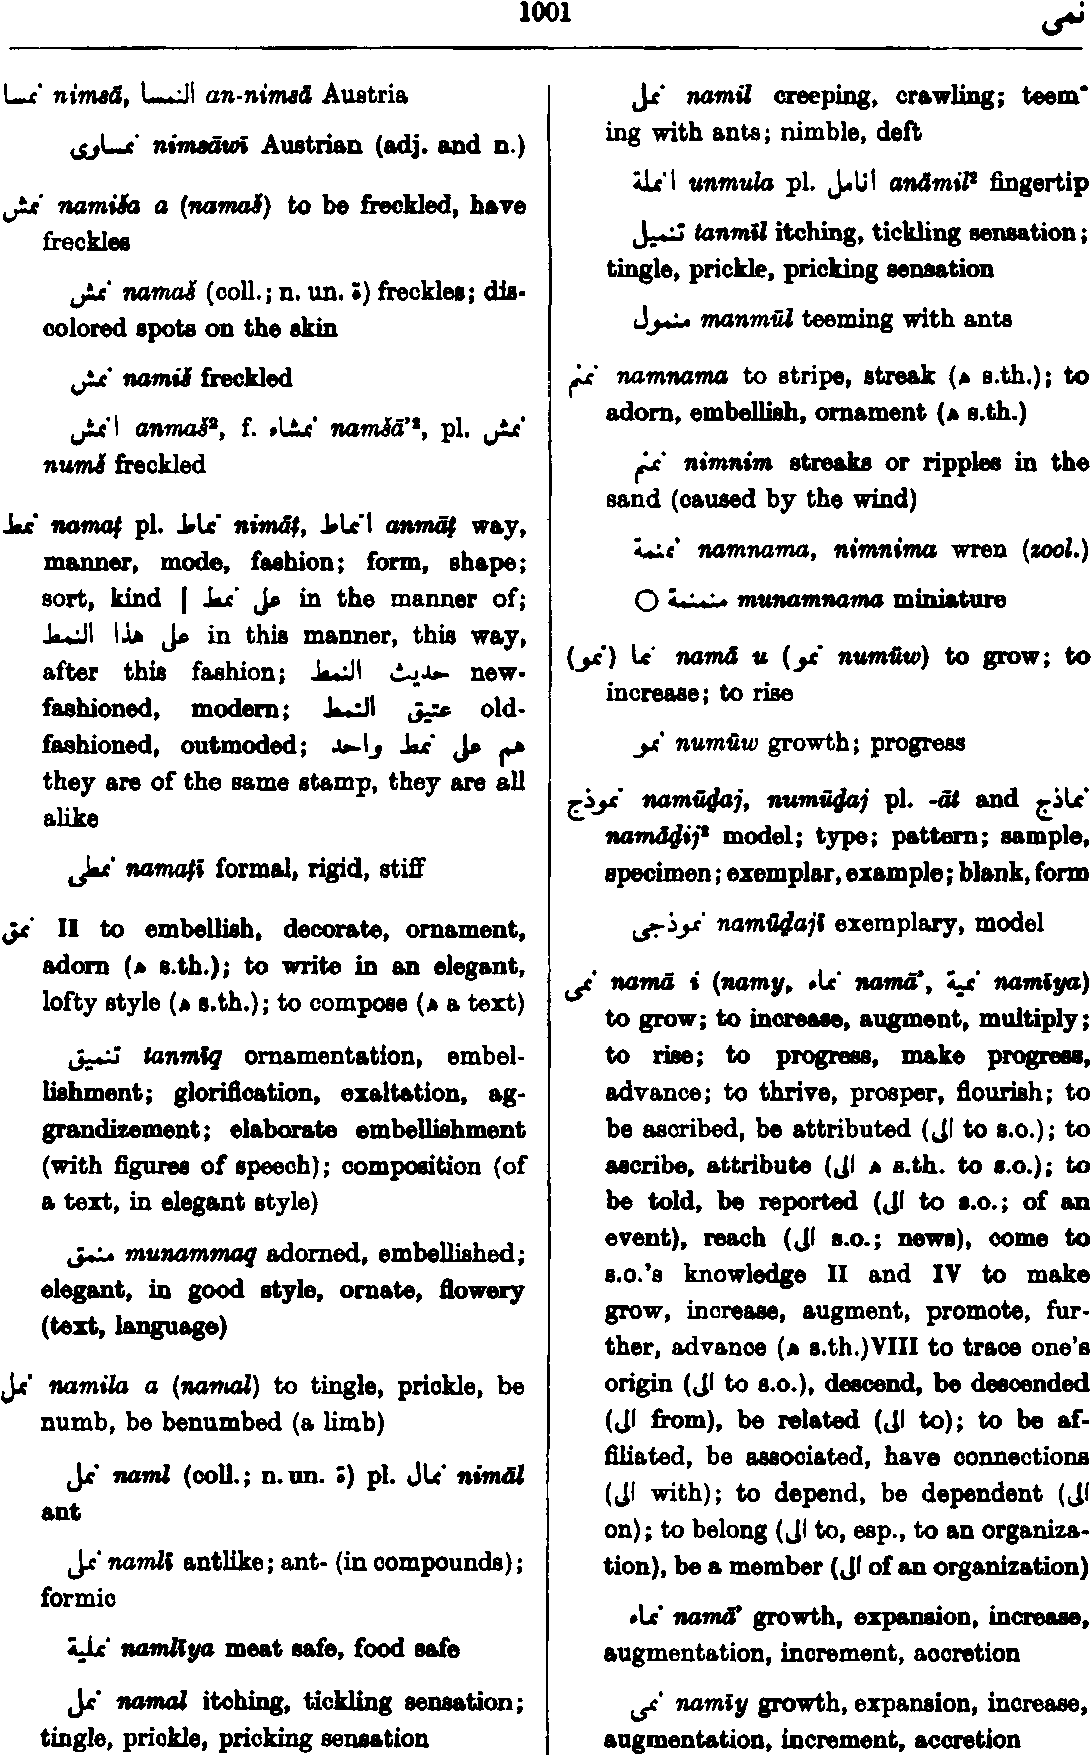 1001
نمى
نمسا nimsā, النمسا an-nimsā Austria
نمساوى nimsāwī Austrian (adj. and n.)
نمش namiša a (namaš) to be freckled, have
freckles
نمش namaš (coll.; n. un. ة) freckles; dis-
colored spots on the skin
نمش namiš freckled
انمش anmaš², f. نمشاء namšā'², pl. نمش
numš freckled
نمط namaṭ pl. نماط nimāṭ, انماط anmāṭ way,
manner, mode, fashion; form, shape;
sort, kind | على نمط in the manner of;
على هذا النمط in this manner, this way,
after this fashion; حديث النمط new-
fashioned, modern; عتيق النمط old-
fashioned, outmoded; هم على نمط واحد
they are of the same stamp, they are all
alike
نمطى namaṭī formal, rigid, stiff
نمق II to embellish, decorate, ornament,
adorn (ه s.th.); to write in an elegant,
lofty style (ه s.th.); to compose (ه a text)
تنميق tanmīq ornamentation, embel-
lishment; glorification, exaltation, ag-
grandizement; elaborate embellishment
(with figures of speech); composition (of
a text, in elegant style)
منمق munammaq adorned, embellished;
elegant, in good style, ornate, flowery
(text, language)
نمل namila a (namal) to tingle, prickle, be
numb, be benumbed (a limb)
نمل naml (coll.; n. un. ة) pl. نمال nimāl
ant
نملى namlī antlike; ant- (in compounds);
formic
نملية namlīya meat safe, food safe
نمل namal itching, tickling sensation;
tingle, prickle, pricking sensation
نمل namil creeping, crawling; teem-
ing with ants; nimble, deft
انملة unmula pl. انامل anāmil² fingertip
تنميل tanmīl itching, tickling sensation;
tingle, prickle, pricking sensation
منمول manmūl teeming with ants
نمنم namnama to stripe, streak (ه s.th.); to
adorn, embellish, ornament (ه s.th.)
نمنم nimnim streaks or ripples in the
sand (caused by the wind)
نمنمة namnama, nimnima wren (zool.)
○ منمنمة munamnama miniature
(نمو) نما namā u (نمو numūw) to grow; to
increase; to rise
نمو numūw growth; progress
نموذج namūḏaj, numūḏaj pl. -āt and نماذج
namāḏij² model; type; pattern; sample,
specimen; exemplar, example; blank, form
نموذجى namūḏajī exemplary, model
نمى namā i (namy, نماء namā', نمية namīya)
to grow; to increase, augment, multiply;
to rise; to progress, make progress,
advance; to thrive, prosper, flourish; to
be ascribed, be attributed (الى to s.o.); to
ascribe, attribute (الى ه s.th. to s.o.); to
be told, be reported (الى to s.o.; of an
event), reach (الى s.o.; news), come to
s.o.'s knowledge II and IV to make
grow, increase, augment, promote, fur-
ther, advance (ه s.th.)VIII to trace one's
origin (الى to s.o.), descend, be descended
(الى from), be related (الى to); to be af-
filiated, be associated, have connections
(الى with); to depend, be dependent (الى
on); to belong (الى to, esp., to an organiza-
tion), be a member (الى of an organization)
نماء namā' growth, expansion, increase,
augmentation, increment, accretion
نمى namīy growth, expansion, increase,
augmentation, increment, accretion